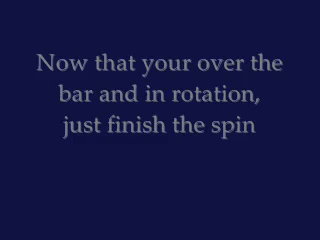 Now that your over the
bar and in rotation,
just finish the spin